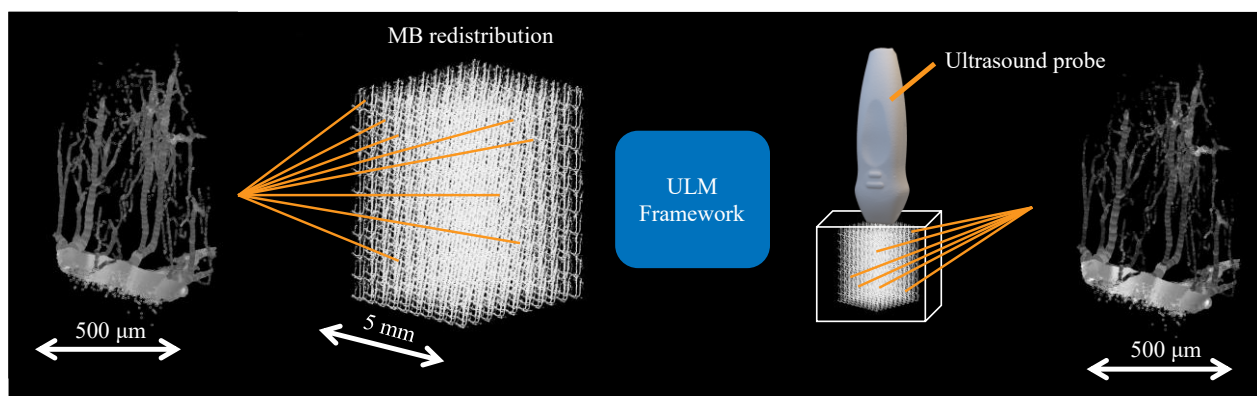 MB redistribution
Ultrasound probe
ULM
Framework
500 μm
5 mm
500 μm